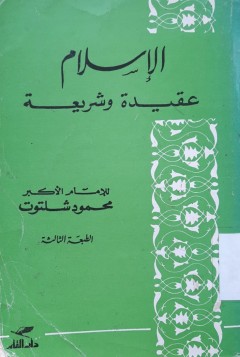 الإسلام
عقيدة وشريعة
للإمام الأكبر
محمود شلتوت
الطبعة الثالثة
دار القلم